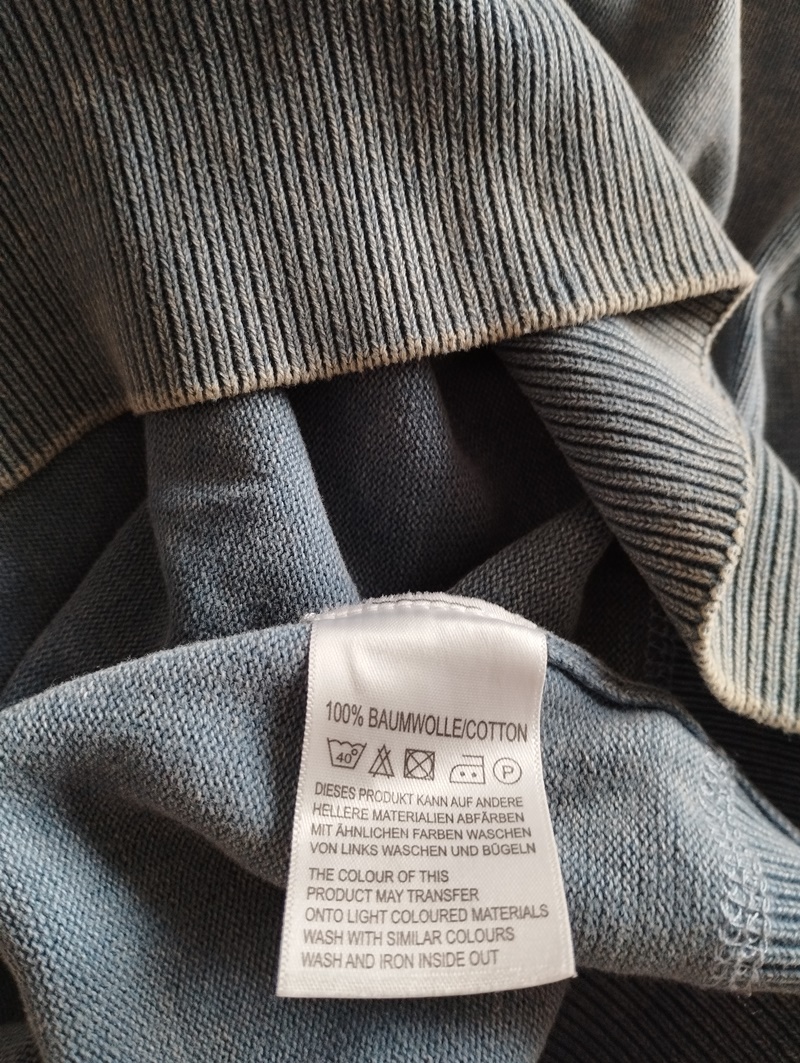 100% BAUMWOLLE/COTTON
40° P
DIESES PRODUKT KANN AUF ANDERE
HELLERE MATERIALIEN ABFÄRBEN
MIT ÄHNLICHEN FARBEN WASCHEN
VON LINKS WASCHEN UND BÜGELN
THE COLOUR OF THIS
PRODUCT MAY TRANSFER
ONTO LIGHT COLOURED MATERIALS
WASH WITH SIMILAR COLOURS
WASH AND IRON INSIDE OUT